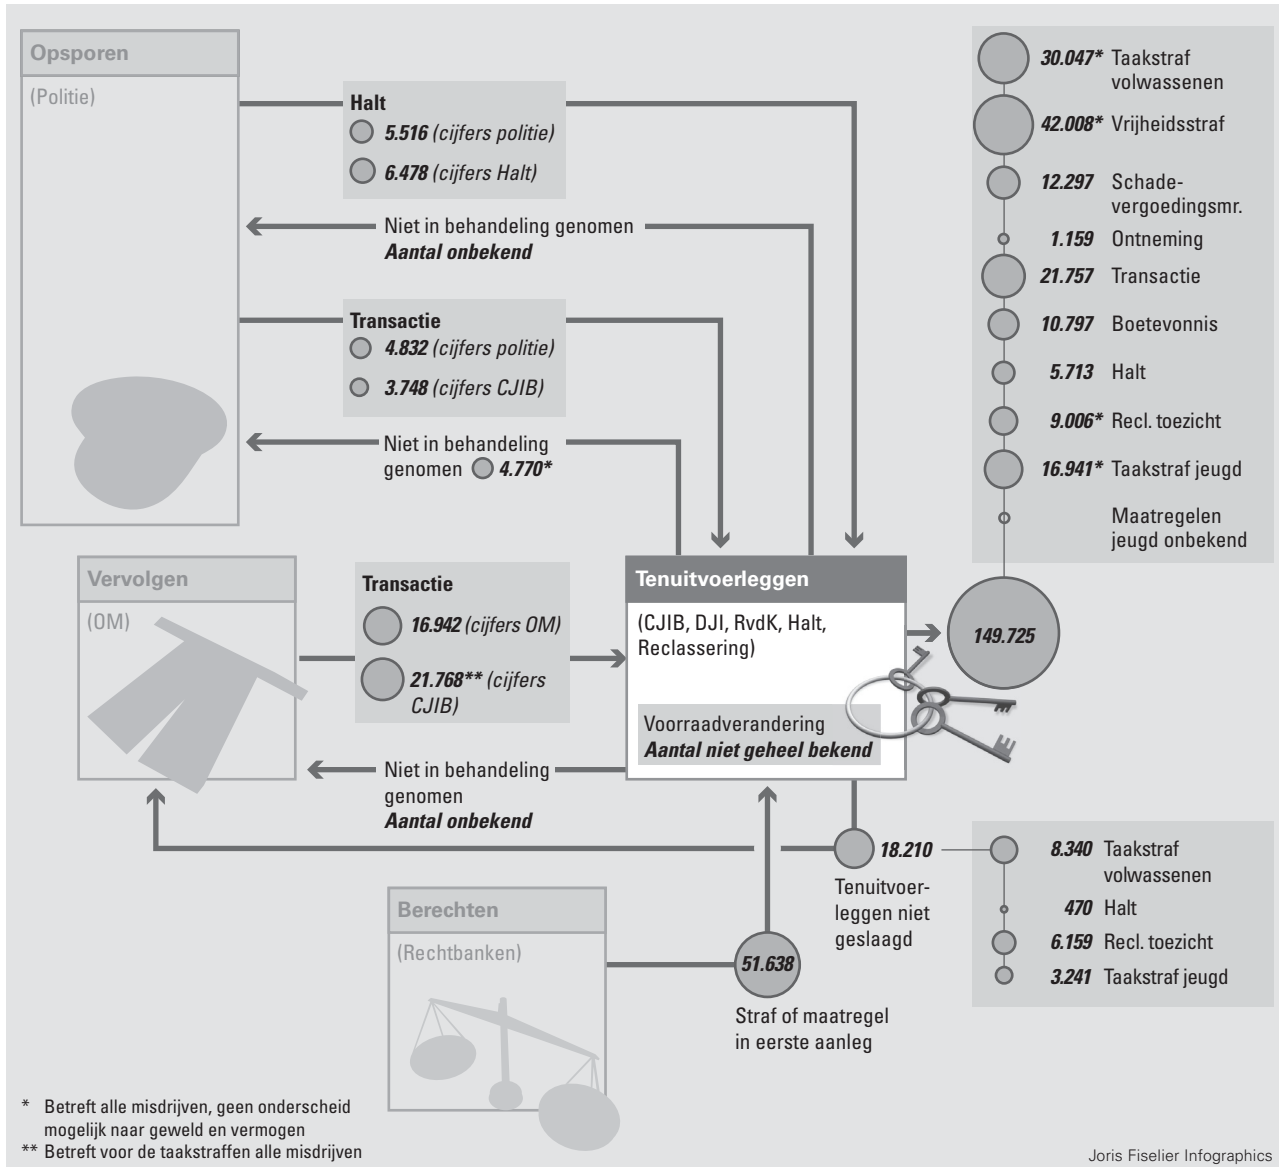 Opsporen
(Politie)
Halt
5.516 (cijfers politie)
6.478 (cijfers Halt)
Niet in behandeling genomen
Aantal onbekend
Transactie
4.832 (cijfers politie)
3.748 (cijfers CJIB)
Niet in behandeling
genomen 4.770*
Vervolgen
(OM)
Transactie
16.942 (cijfers OM)
21.768** (cijfers
CJIB)
Niet in behandeling
genomen
Aantal onbekend
Tenuitvoerleggen
(CJIB, DJI, RvdK, Halt,
Reclassering)
Voorraadverandering
Aantal niet geheel bekend
30.047* Taakstraf
volwassenen
42.008* Vrijheidsstraf
12.297 Schade-
vergoedingsmr.
1.159 Ontneming
21.757 Transactie
10.797 Boetevonnis
5.713 Halt
9.006* Recl. toezicht
16.941* Taakstraf jeugd
Maatregelen
jeugd onbekend
149.725
18.210
Tenuitvoer-
leggen niet
geslaagd
8.340 Taakstraf
volwassenen
470 Halt
6.159 Recl. toezicht
3.241 Taakstraf jeugd
Berechten
(Rechtbanken)
51.638
Straf of maatregel
in eerste aanleg
* Betreft alle misdrijven, geen onderscheid
mogelijk naar geweld en vermogen
** Betreft voor de taakstraffen alle misdrijven
Joris Fiselier Infographics